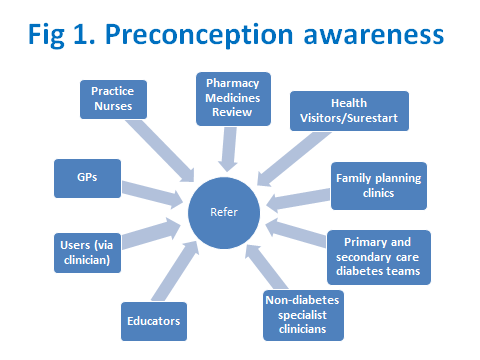 Fig 1. Preconception awareness
Practice
Nurses
Pharmacy
Medicines
Review
Health
Visitors/Surestart
GPs
Refer
Family planning
clinics
Users (via
clinician)
Primary and
secondary care
diabetes teams
Educators
Non-diabetes
specialist
clinicians